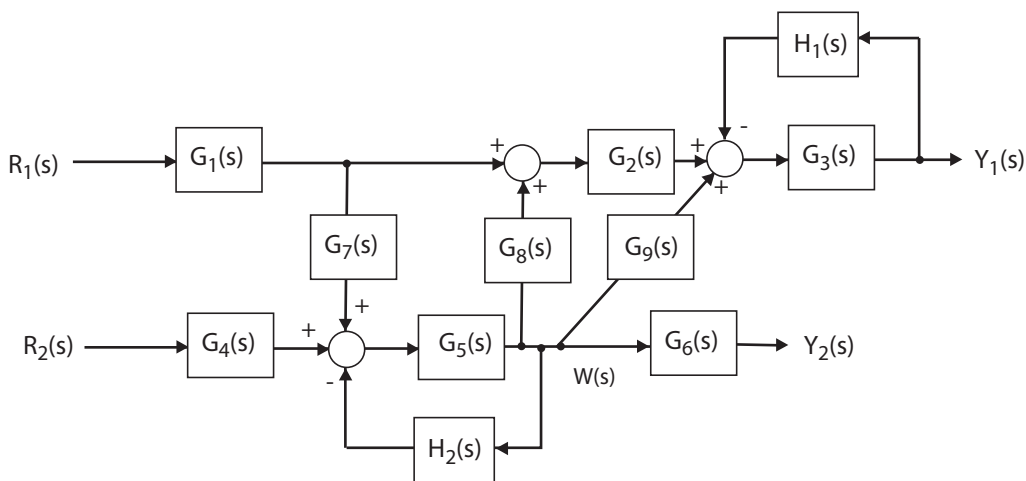 H₁(s)
-
R₁(s)
G₁(s)
+
+
G₂(s)
+
+
G₃(s)
Y₁(s)
G₇(s)
G₈(s)
G₉(s)
+
R₂(s)
G₄(s)
+
-
G₅(s)
W(s)
G₆(s)
Y₂(s)
H₂(s)